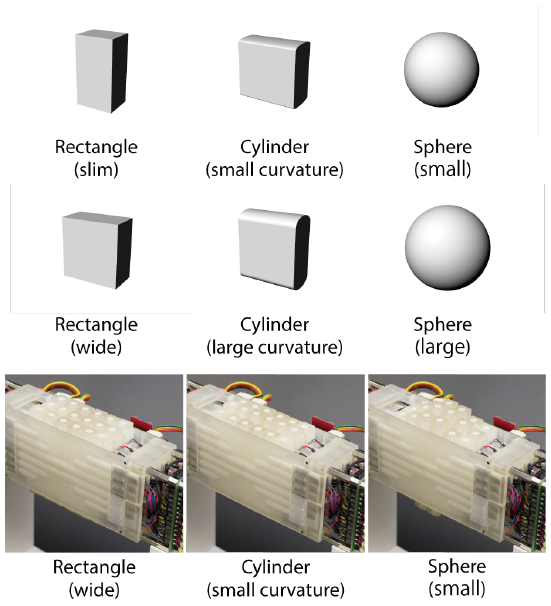 Rectangle
(slim)
Cylinder
(small curvature)
Sphere
(small)
Rectangle
(wide)
Cylinder
(large curvature)
Sphere
(large)
Rectangle
(wide)
Cylinder
(small curvature)
Sphere
(small)